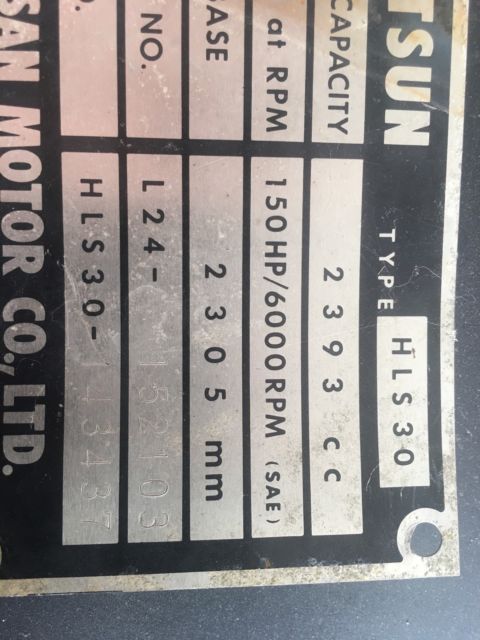 TSUN
TYPE HLS30
CAPACITY 2393 cc
at RPM 150HP/6000RPM (SAE)
BASE 2305 mm
NO. L24- 152103
O. HLS30- 143437
SAN MOTOR CO., LTD.